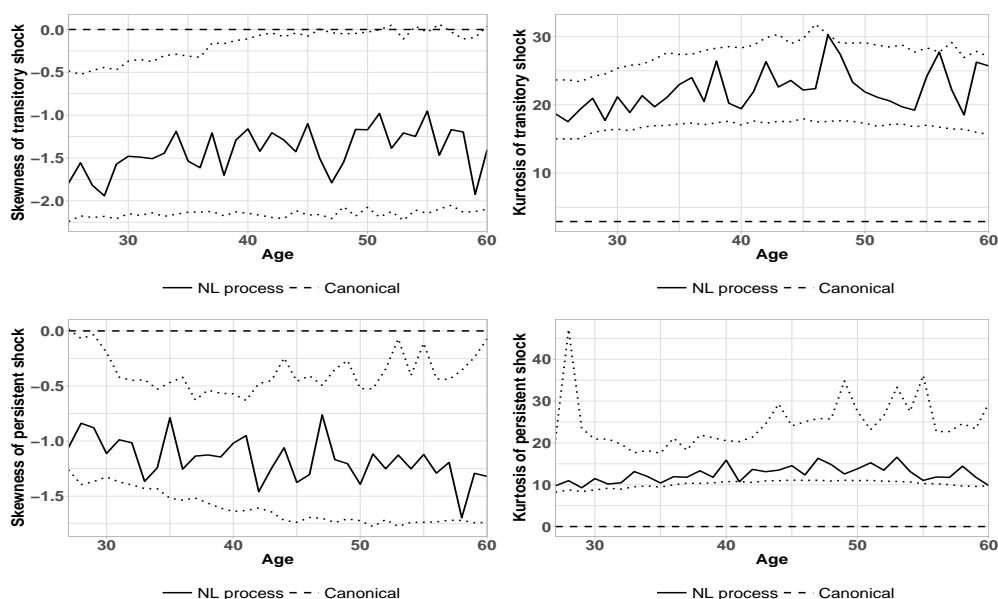 Skewness of transitory shock
0.0
−0.5
−1.0
−1.5
−2.0
30 40 50 60
Age
NL process Canonical
Kurtosis of transitory shock
30
20
10
30 40 50 60
Age
NL process Canonical
Skewness of persistent shock
0.0
−0.5
−1.0
−1.5
30 40 50 60
Age
NL process Canonical
Kurtosis of persistent shock
40
30
20
10
0
30 40 50 60
Age
NL process Canonical